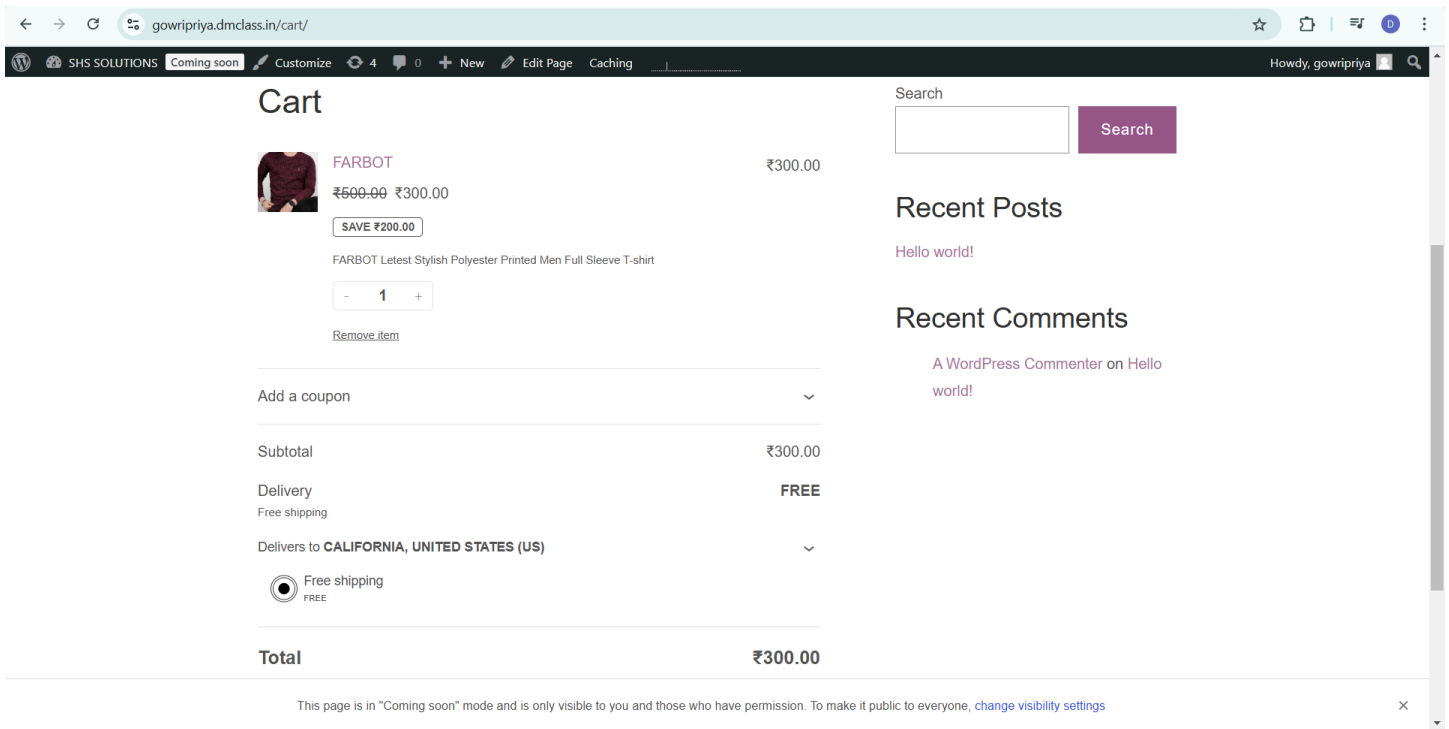 gowripriya.dmclass.in/cart/
D
SHS SOLUTIONS Coming soon Customize 4 0 New Edit Page Caching Howdy, gowripriya
Cart
FARBOT ₹300.00
₹500.00 ₹300.00
SAVE ₹200.00
FARBOT Letest Stylish Polyester Printed Men Full Sleeve T-shirt
- 1 +
Remove item
Add a coupon
Subtotal ₹300.00
Delivery FREE
Free shipping
Delivers to CALIFORNIA, UNITED STATES (US)
Free shipping
FREE
Total ₹300.00
Search
Search
Recent Posts
Hello world!
Recent Comments
A WordPress Commenter on Hello
world!
This page is in "Coming soon" mode and is only visible to you and those who have permission. To make it public to everyone, change visibility settings